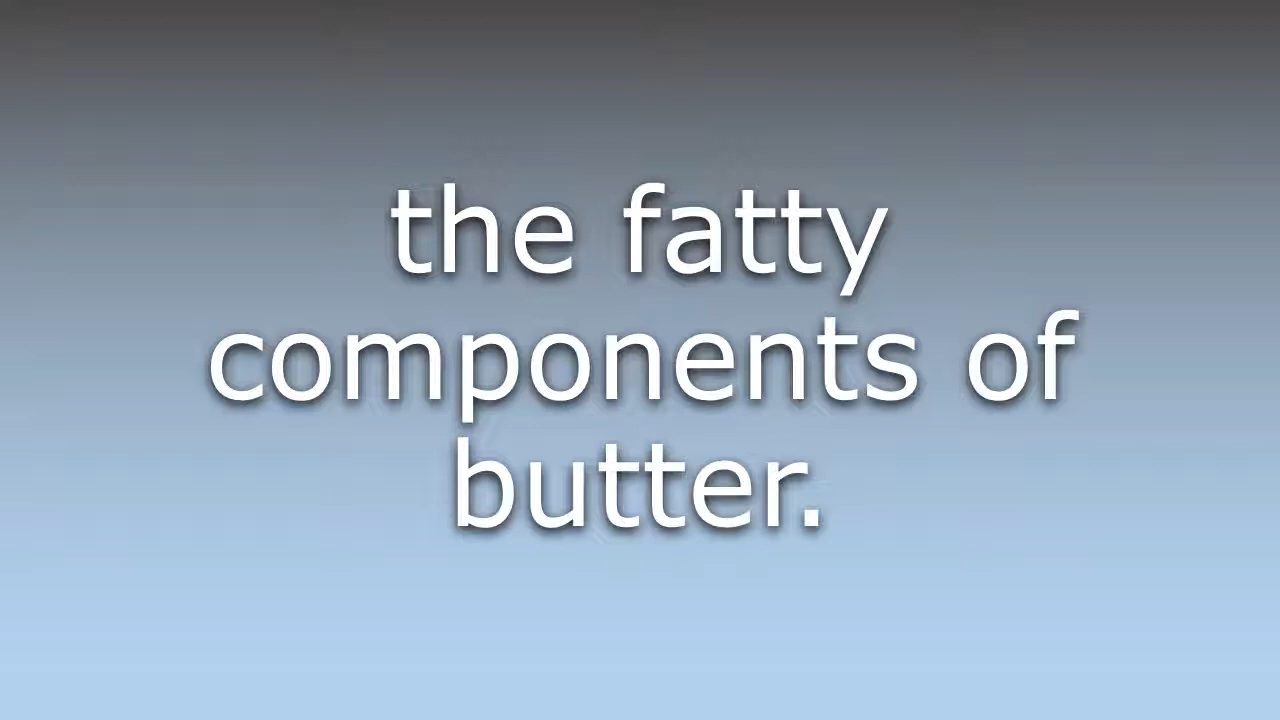 the fatty
components of
butter.